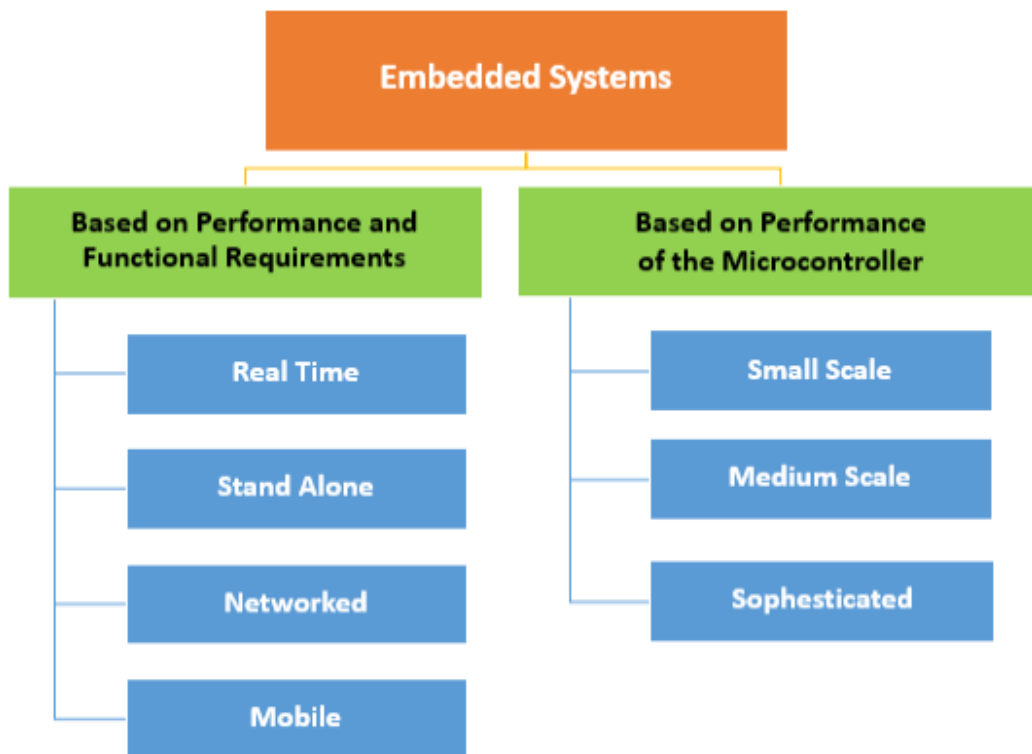 Embedded Systems
Based on Performance and
Functional Requirements
Real Time
Stand Alone
Networked
Mobile
Based on Performance
of the Microcontroller
Small Scale
Medium Scale
Sophesticated